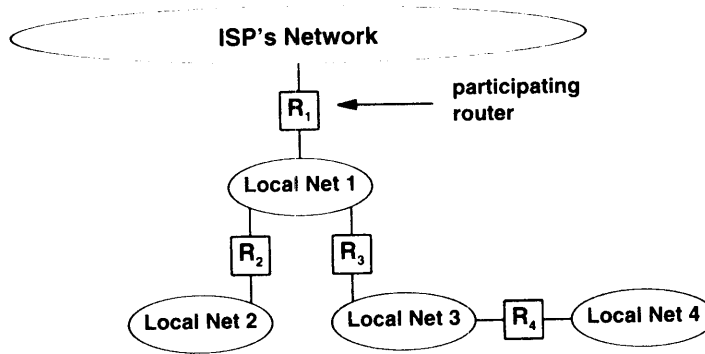 ISP's Network
R₁
participating
router
Local Net 1
R₂
R₃
Local Net 2
Local Net 3
R₄
Local Net 4